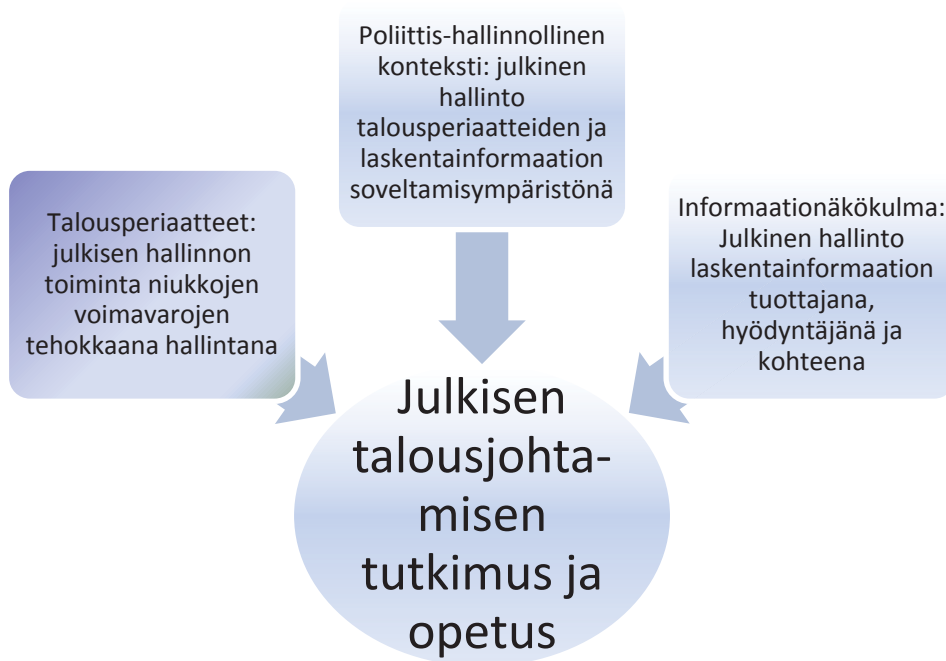 Poliittis-hallinnollinen
konteksti: julkinen
hallinto
talousperiaatteiden ja
laskentainformaation
soveltamisympäristönä
Talousperiaatteet:
julkisen hallinnon
toiminta niukkojen
voimavarojen
tehokkaana hallintana
Informaationäkökulma:
Julkinen hallinto
laskentainformaation
tuottajana,
hyödyntäjänä ja
kohteena
Julkisen
talousjohta-
misen
tutkimus ja
opetus